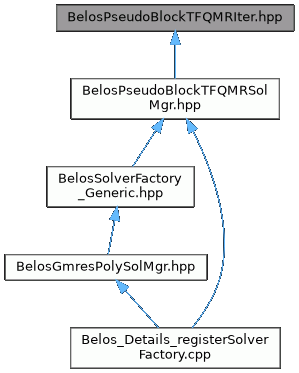 BelosPseudoBlockTFQMRIter.hpp
BelosPseudoBlockTFQMRSol
Mgr.hpp
BelosSolverFactory
_Generic.hpp
BelosGmresPolySolMgr.hpp
Belos_Details_registerSolver
Factory.cpp